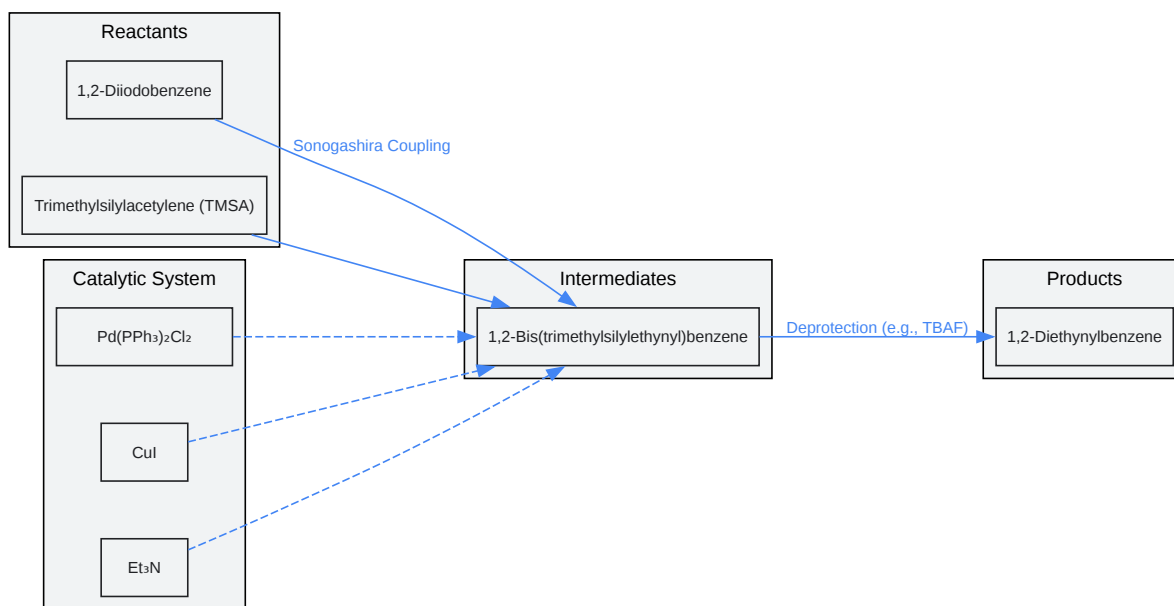 Reactants
1,2-Diiodobenzene
Sonogashira Coupling
Trimethylsilylacetylene (TMSA)
Catalytic System
Pd(PPh₃)₂Cl₂
CuI
Et₃N
Intermediates
1,2-Bis(trimethylsilylethynyl)benzene
Deprotection (e.g., TBAF)
Products
1,2-Diethynylbenzene